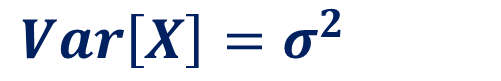 Var[X] = σ²